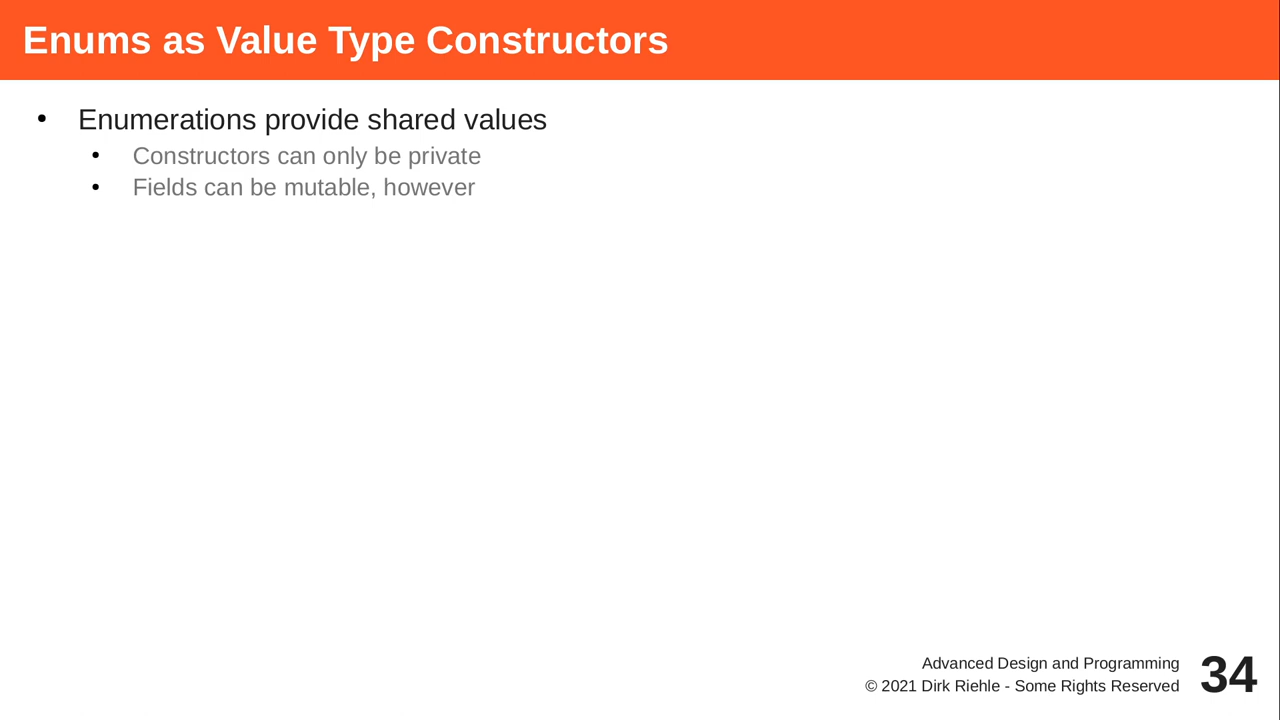 Enums as Value Type Constructors
• Enumerations provide shared values
• Constructors can only be private
• Fields can be mutable, however
Advanced Design and Programming
© 2021 Dirk Riehle - Some Rights Reserved
34